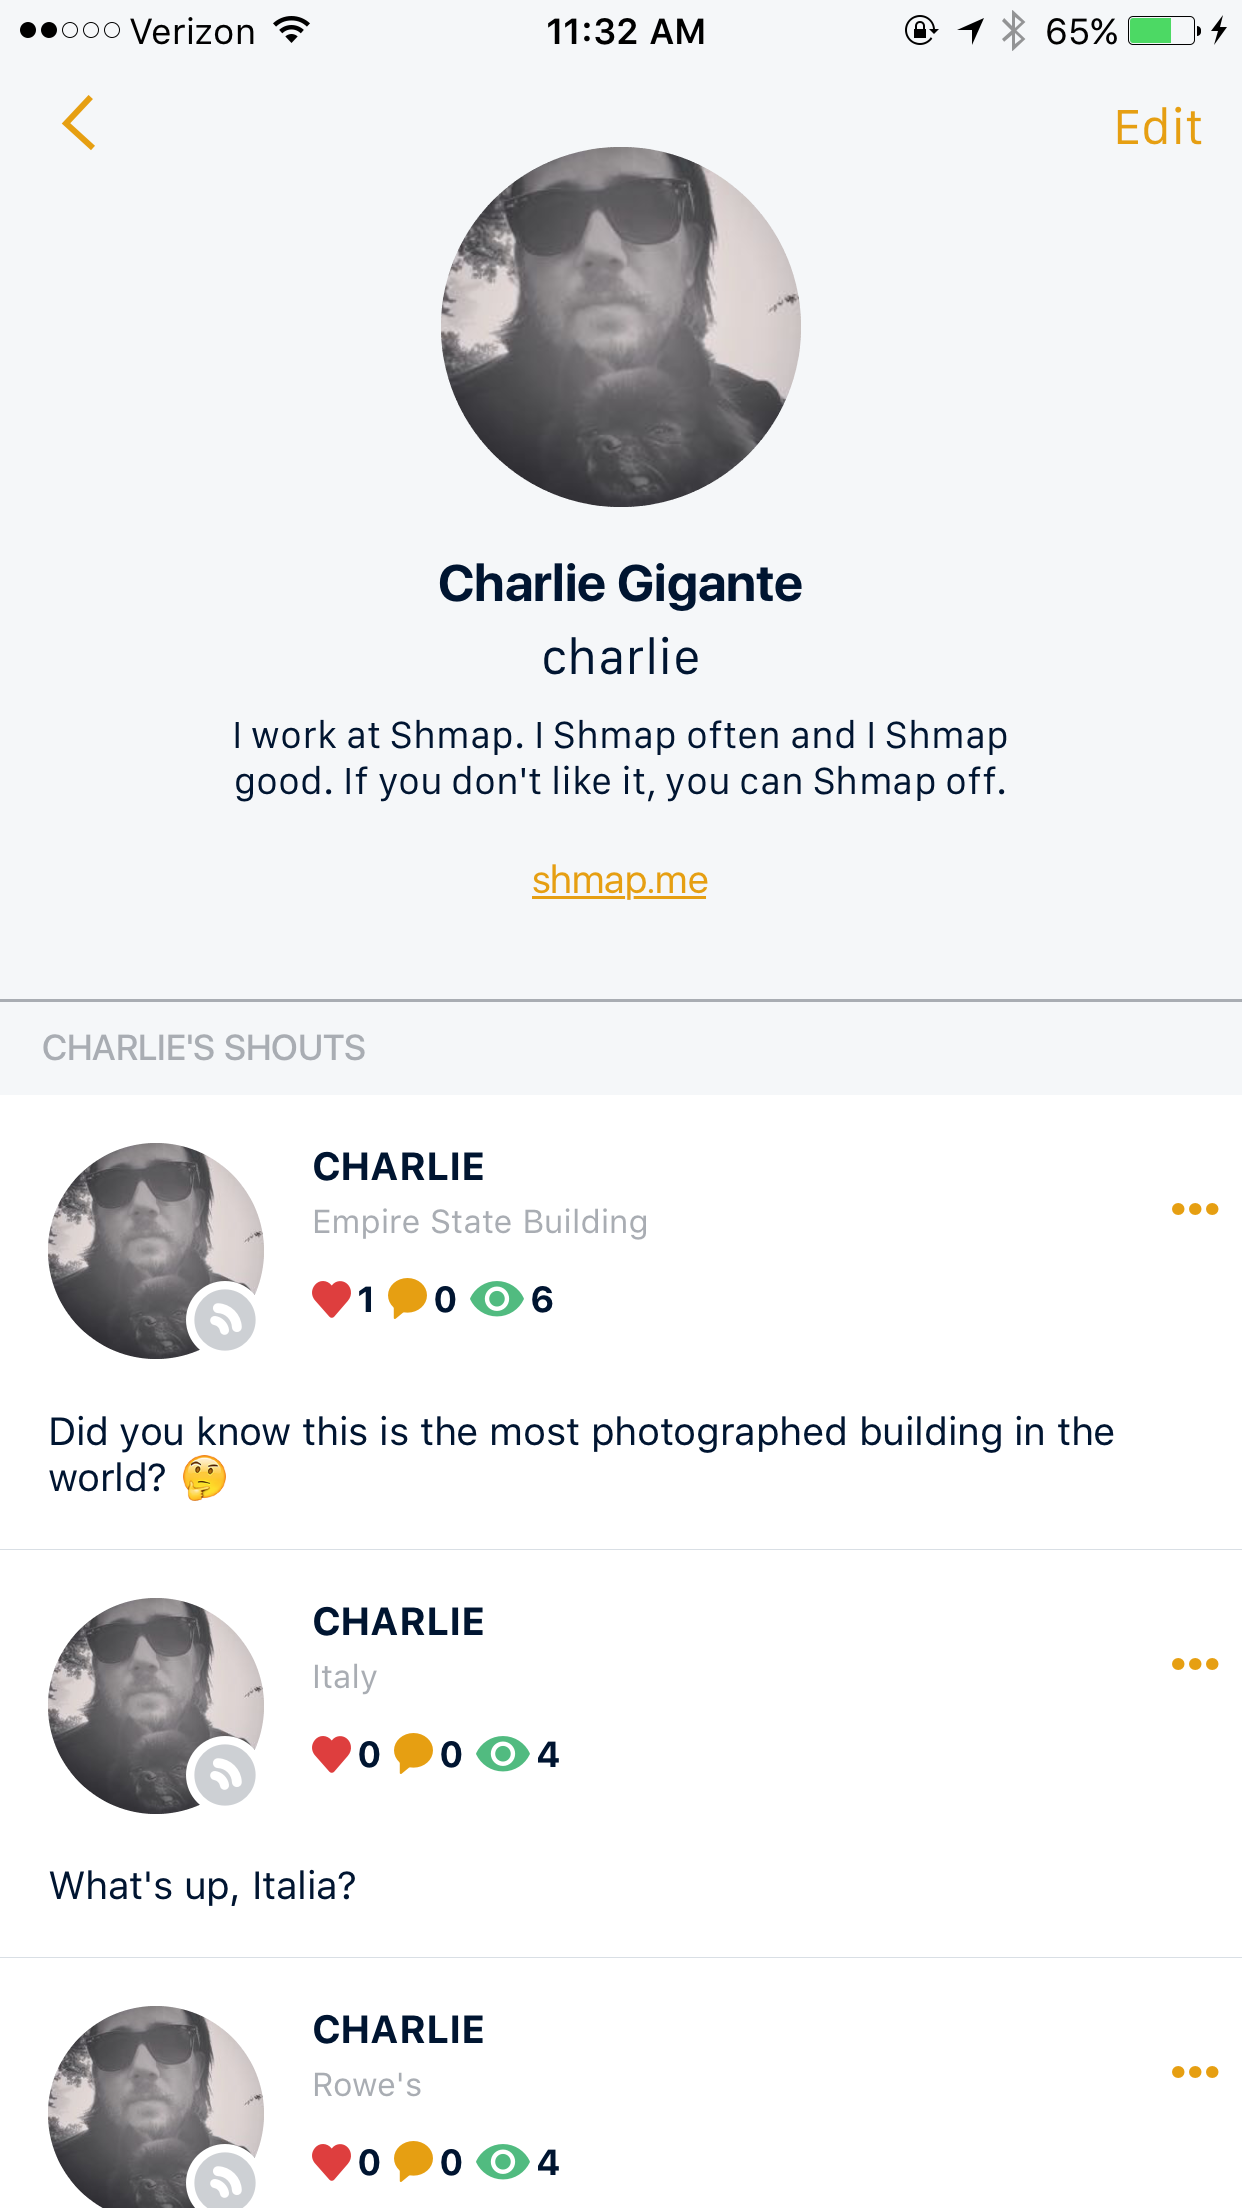 Verizon 11:32 AM 65%
Edit
Charlie Gigante
charlie
I work at Shmap. I Shmap often and I Shmap
good. If you don't like it, you can Shmap off.
shmap.me
CHARLIE'S SHOUTS
CHARLIE
Empire State Building
1 0 6
Did you know this is the most photographed building in the
world? 🤔
CHARLIE
Italy
0 0 4
What's up, Italia?
CHARLIE
Rowe's
0 0 4